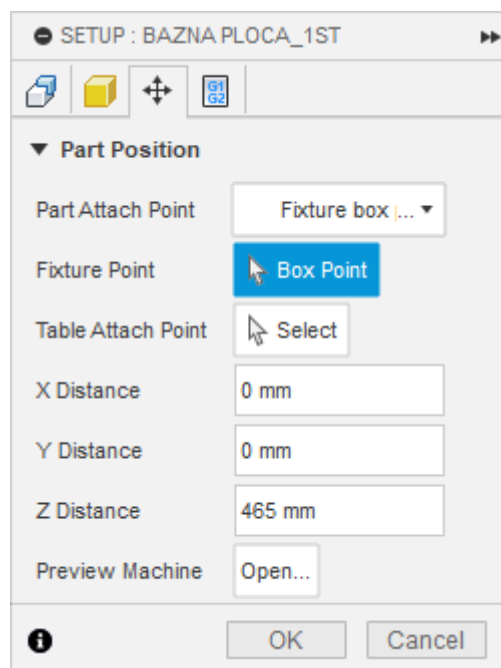 SETUP : BAZNA PLOCA_1ST
G1
G2
Part Position
Part Attach Point
Fixture box ...
Fixture Point
Box Point
Table Attach Point
Select
X Distance
0 mm
Y Distance
0 mm
Z Distance
465 mm
Preview Machine
Open...
OK
Cancel